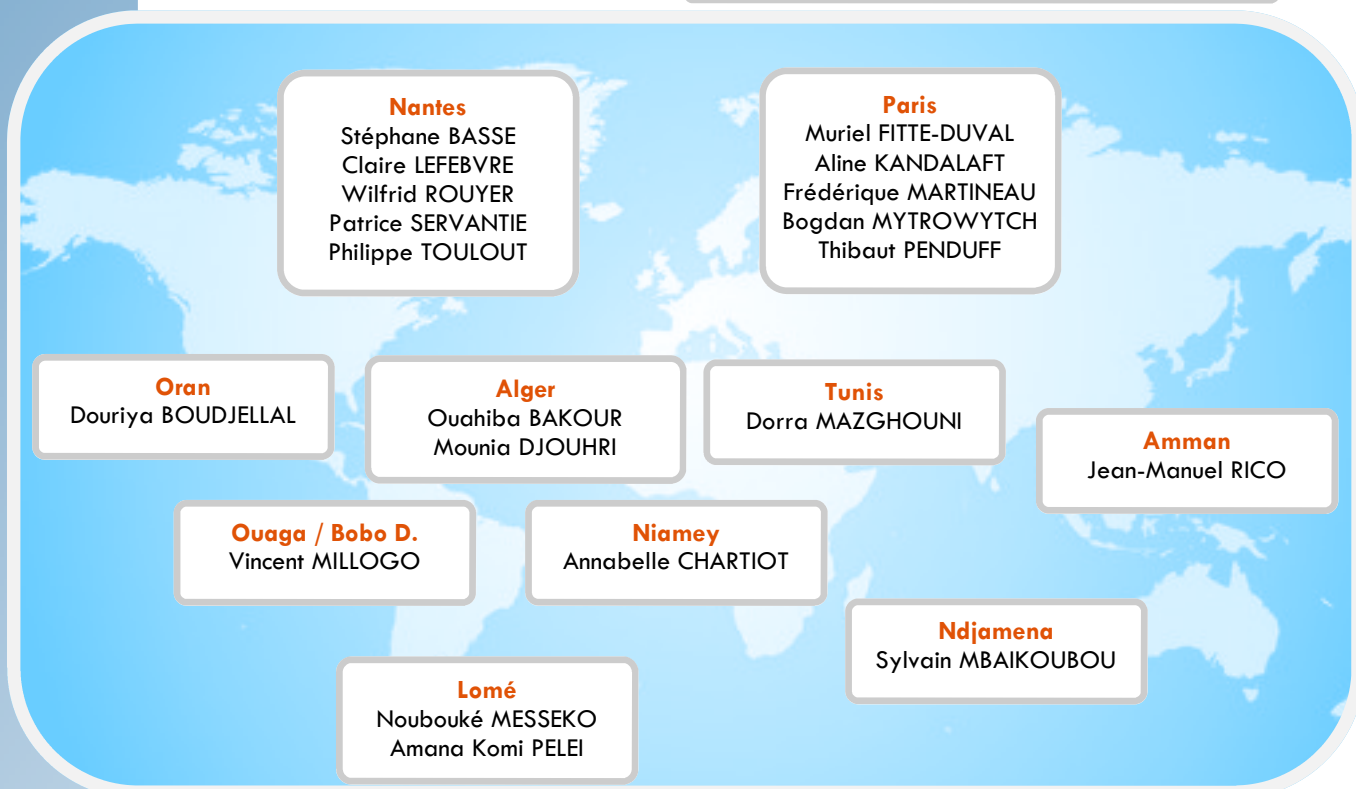 Nantes
Stéphane BASSE
Claire LEFEBVRE
Wilfrid ROUYER
Patrice SERVANTIE
Philippe TOULOUT
Paris
Muriel FITTE-DUVAL
Aline KANDALAFT
Frédérique MARTINEAU
Bogdan MYTROWYTCH
Thibaut PENDUFF
Oran
Douriya BOUDJELLAL
Alger
Ouahiba BAKOUR
Mounia DJOUHRI
Tunis
Dorra MAZGHOUNI
Amman
Jean-Manuel RICO
Ouaga / Bobo D.
Vincent MILLOGO
Niamey
Annabelle CHARTIOT
Ndjamena
Sylvain MBAIKOUBOU
Lomé
Noubouké MESSEKO
Amana Komi PELEI